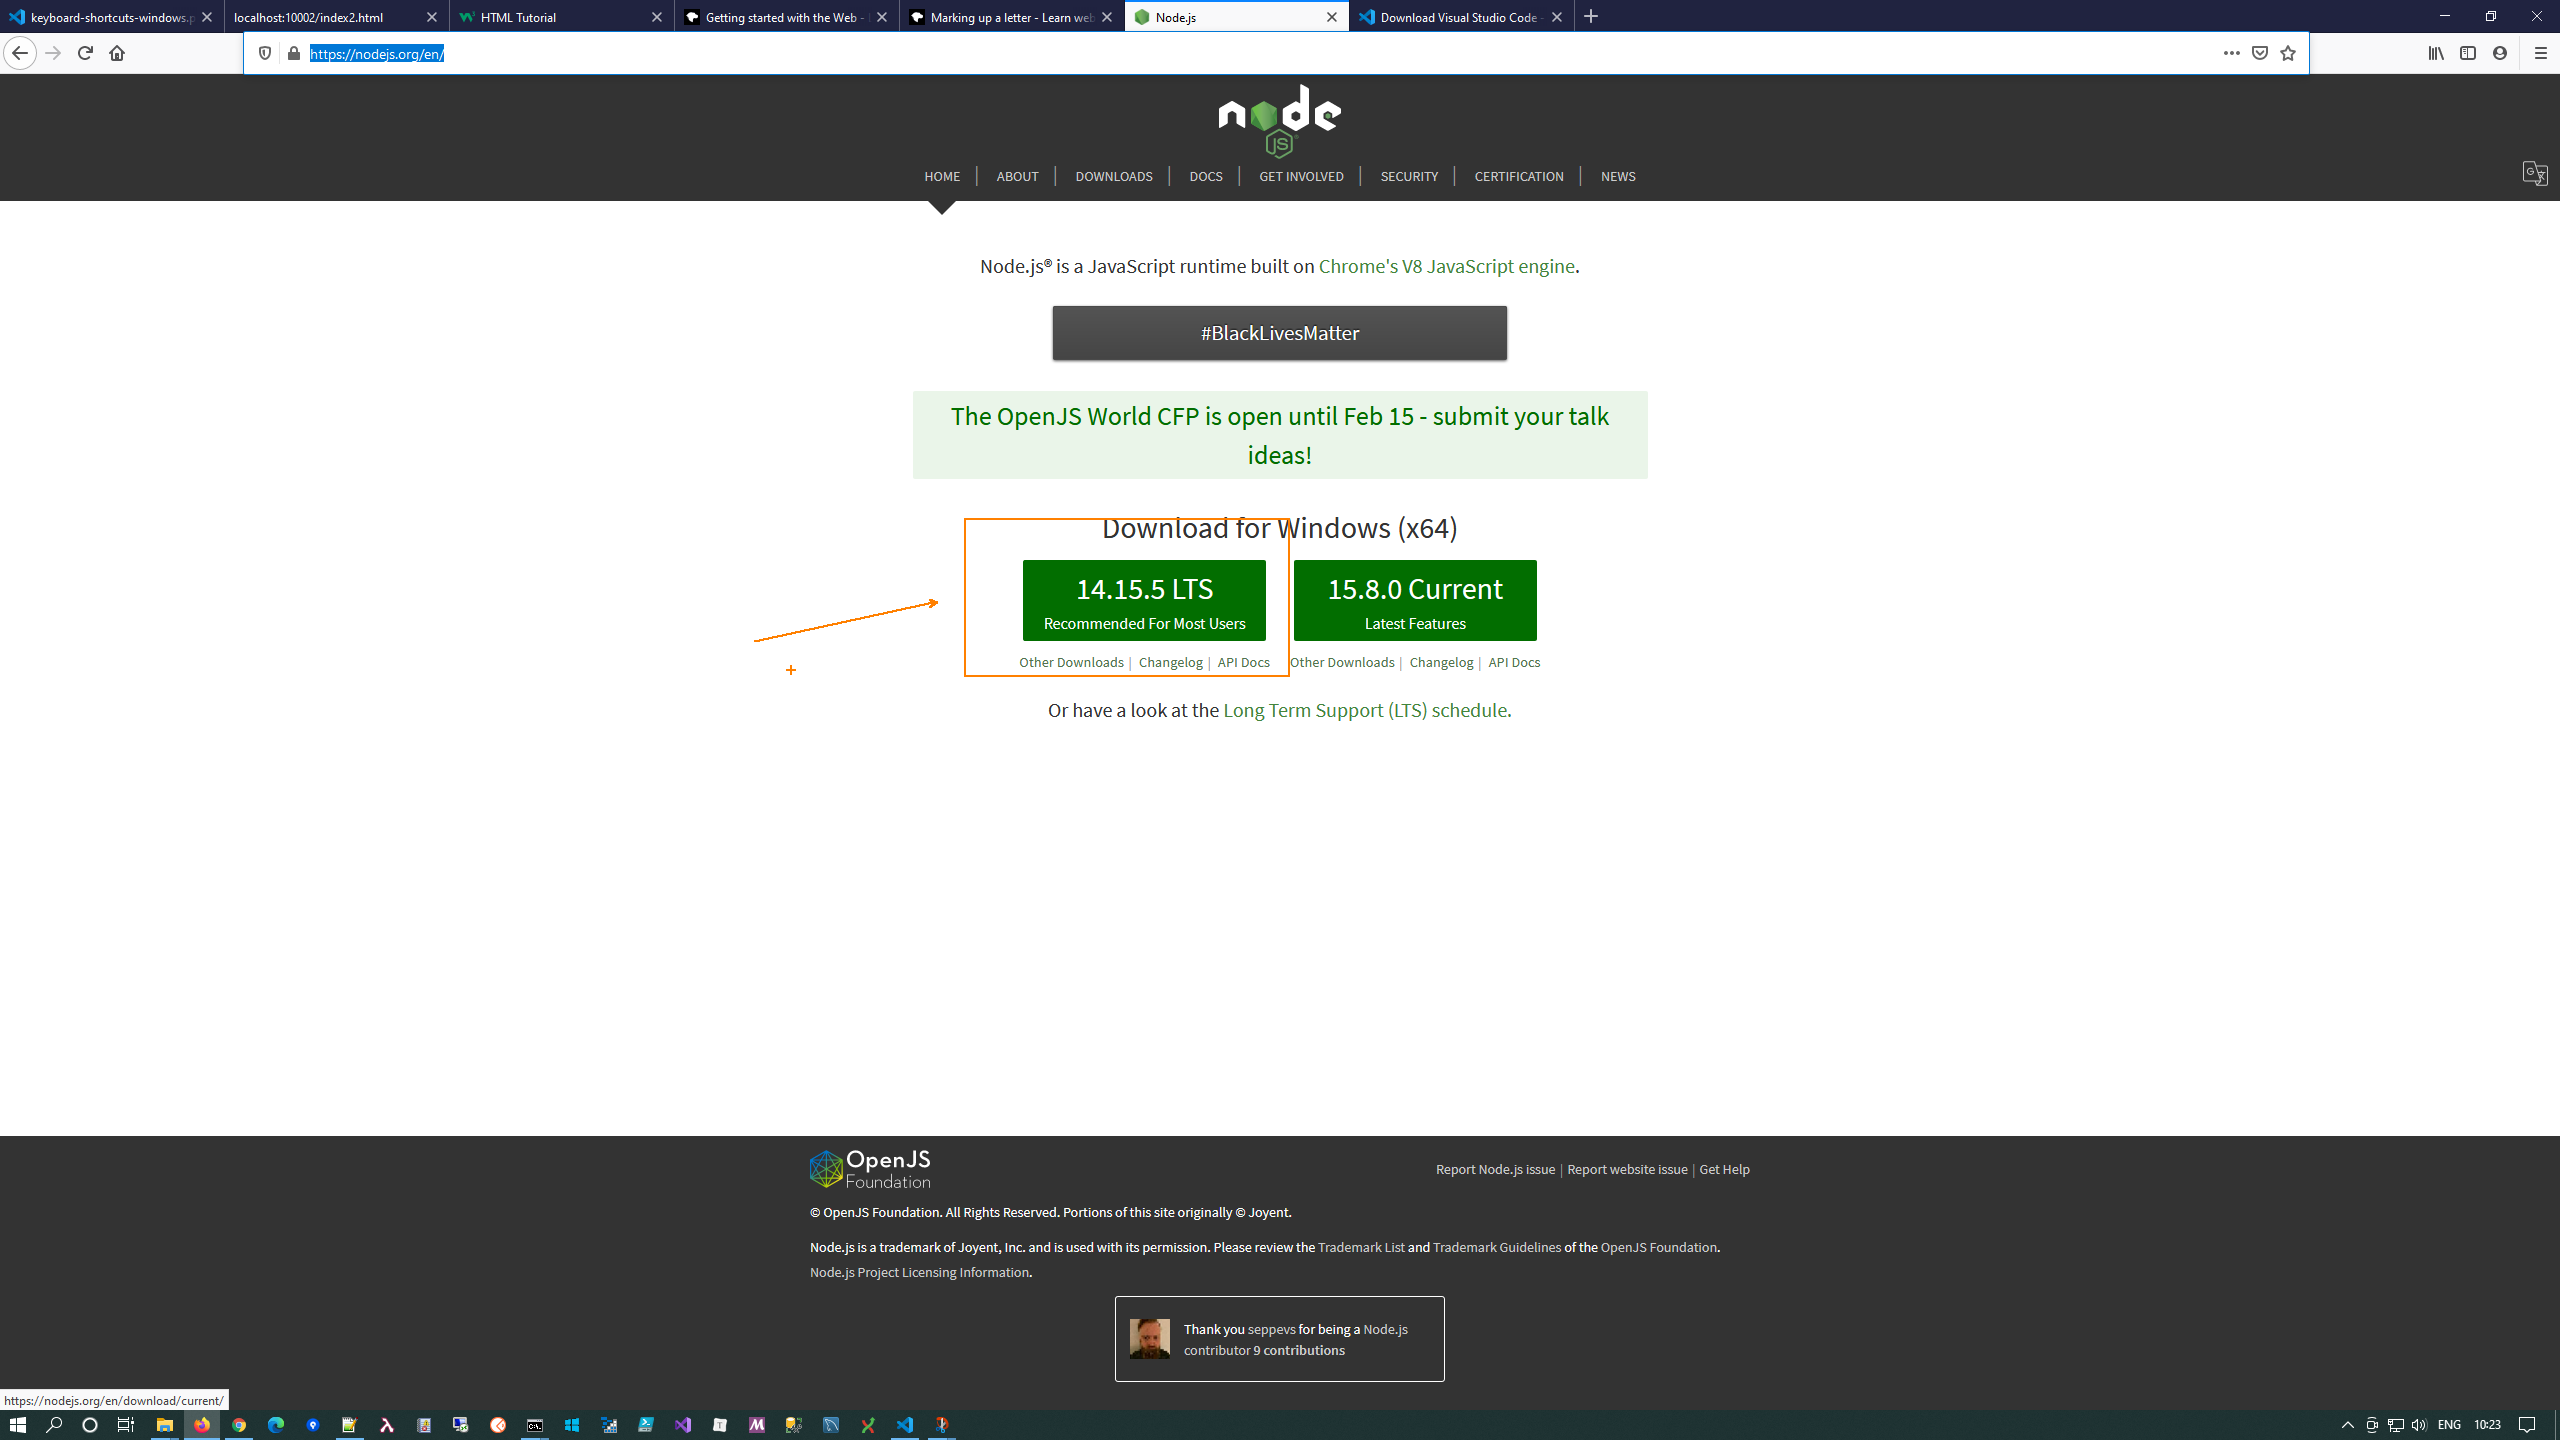 keyboard-shortcuts-windows.p
localhost:10002/index2.html
HTML Tutorial
Getting started with the Web -
Marking up a letter - Learn web
Node.js
Download Visual Studio Code -
https://nodejs.org/en/
node
JS
HOME | ABOUT | DOWNLOADS | DOCS | GET INVOLVED | SECURITY | CERTIFICATION | NEWS
Node.js® is a JavaScript runtime built on Chrome's V8 JavaScript engine.
#BlackLivesMatter
The OpenJS World CFP is open until Feb 15 - submit your talk
ideas!
Download for Windows (x64)
14.15.5 LTS
Recommended For Most Users
Other Downloads | Changelog | API Docs
15.8.0 Current
Latest Features
Other Downloads | Changelog | API Docs
Or have a look at the Long Term Support (LTS) schedule.
OpenJS
Foundation
Report Node.js issue | Report website issue | Get Help
© OpenJS Foundation. All Rights Reserved. Portions of this site originally © Joyent.
Node.js is a trademark of Joyent, Inc. and is used with its permission. Please review the Trademark List and Trademark Guidelines of the OpenJS Foundation.
Node.js Project Licensing Information.
Thank you seppevs for being a Node.js
contributor 9 contributions
https://nodejs.org/en/download/current/
ENG
10:23